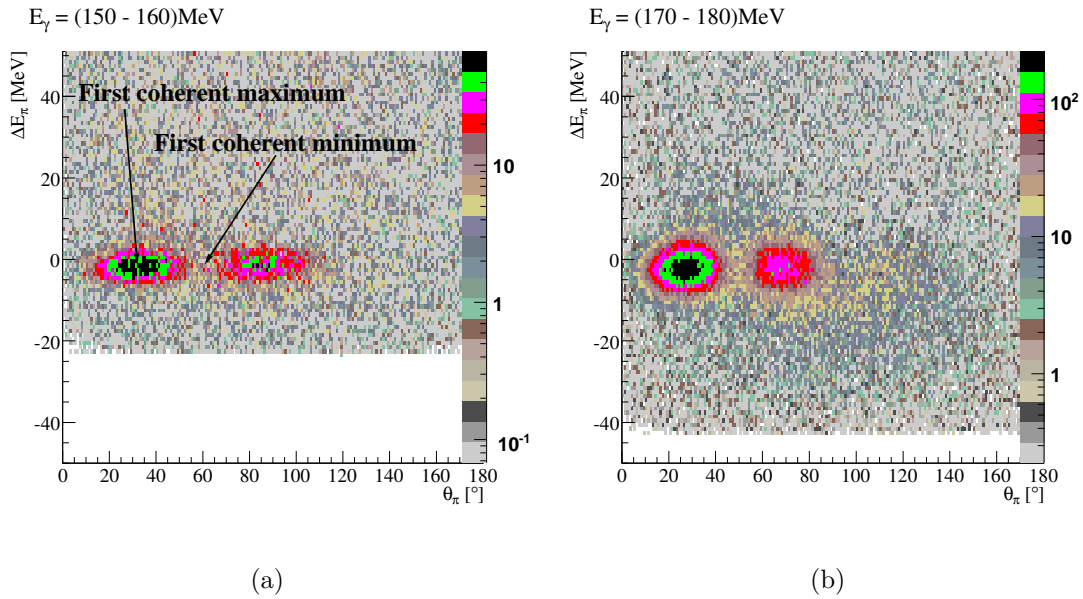 E_γ = (150 - 160)MeV
E_γ = (170 - 180)MeV
ΔE_π [MeV]
40
20
0
-20
-40
First coherent maximum
First coherent minimum
10
1
10^-1
0 20 40 60 80 100 120 140 160 180
θ_π [°]
ΔE_π [MeV]
40
20
0
-20
-40
10^2
10
1
0 20 40 60 80 100 120 140 160 180
θ_π [°]
(a)
(b)